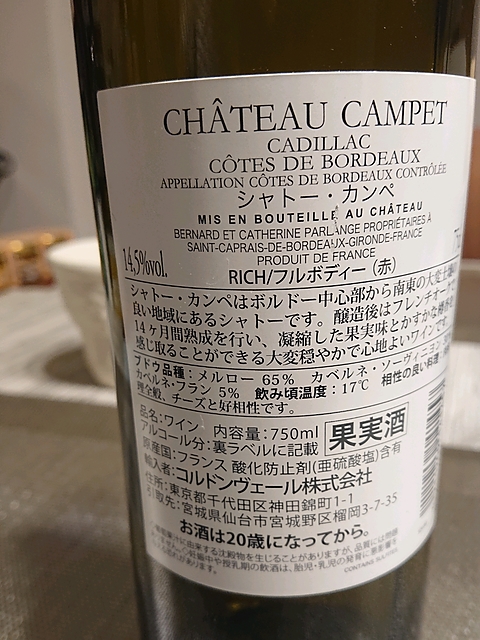 CHÂTEAU CAMPET
CADILLAC
CÔTES DE BORDEAUX
APPELLATION CÔTES DE BORDEAUX CONTRÔLÉE
シャトー・カンペ
MIS EN BOUTEILLE AU CHÂTEAU
BERNARD ET CATHERINE PARLANGE PROPRIÉTAIRES À
SAINT-CAPRAIS-DE-BORDEAUX-GIRONDE-FRANCE
PRODUIT DE FRANCE
14,5%vol.
RICH/フルボディー (赤)
シャトー・カンペはボルドー中心部から南東の大変
良い地域にあるシャトーです。醸造後はフレンチオ
14ヶ月間熟成を行い、凝縮した果実味とかすかな
感じ取ることができる大変穏やかで心地よいワインです。
ブドウ品種：メルロー 65% カベルネ・ソーヴィ
カベルネ・フラン 5% 飲み頃温度：17℃ 相性の良い料理
理全般、チーズと好相性です。
品名：ワイン 内容量：750ml 果実酒
アルコール分：裏ラベルに記載
原産国：フランス 酸化防止剤(亜硫酸塩)含有
輸入者：コルドンヴェール株式会社
住所：東京都千代田区神田錦町1-1
引取先：宮城県仙台市宮城野区榴岡3-7-35
お酒は20歳になってから。
CONTAINS SULFITES